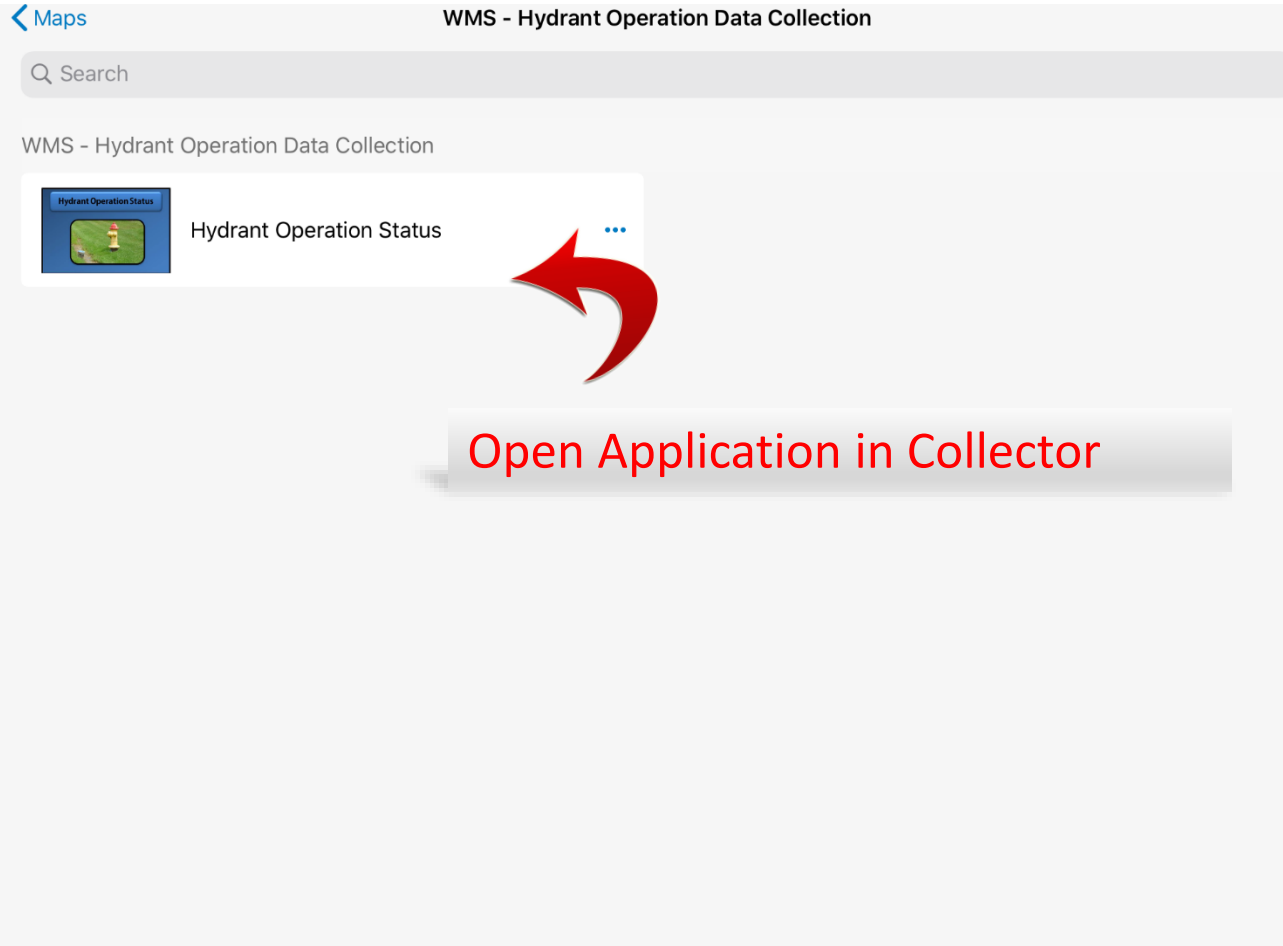 Maps
WMS - Hydrant Operation Data Collection
Search
WMS - Hydrant Operation Data Collection
Hydrant Operation Status
Hydrant Operation Status
Open Application in Collector